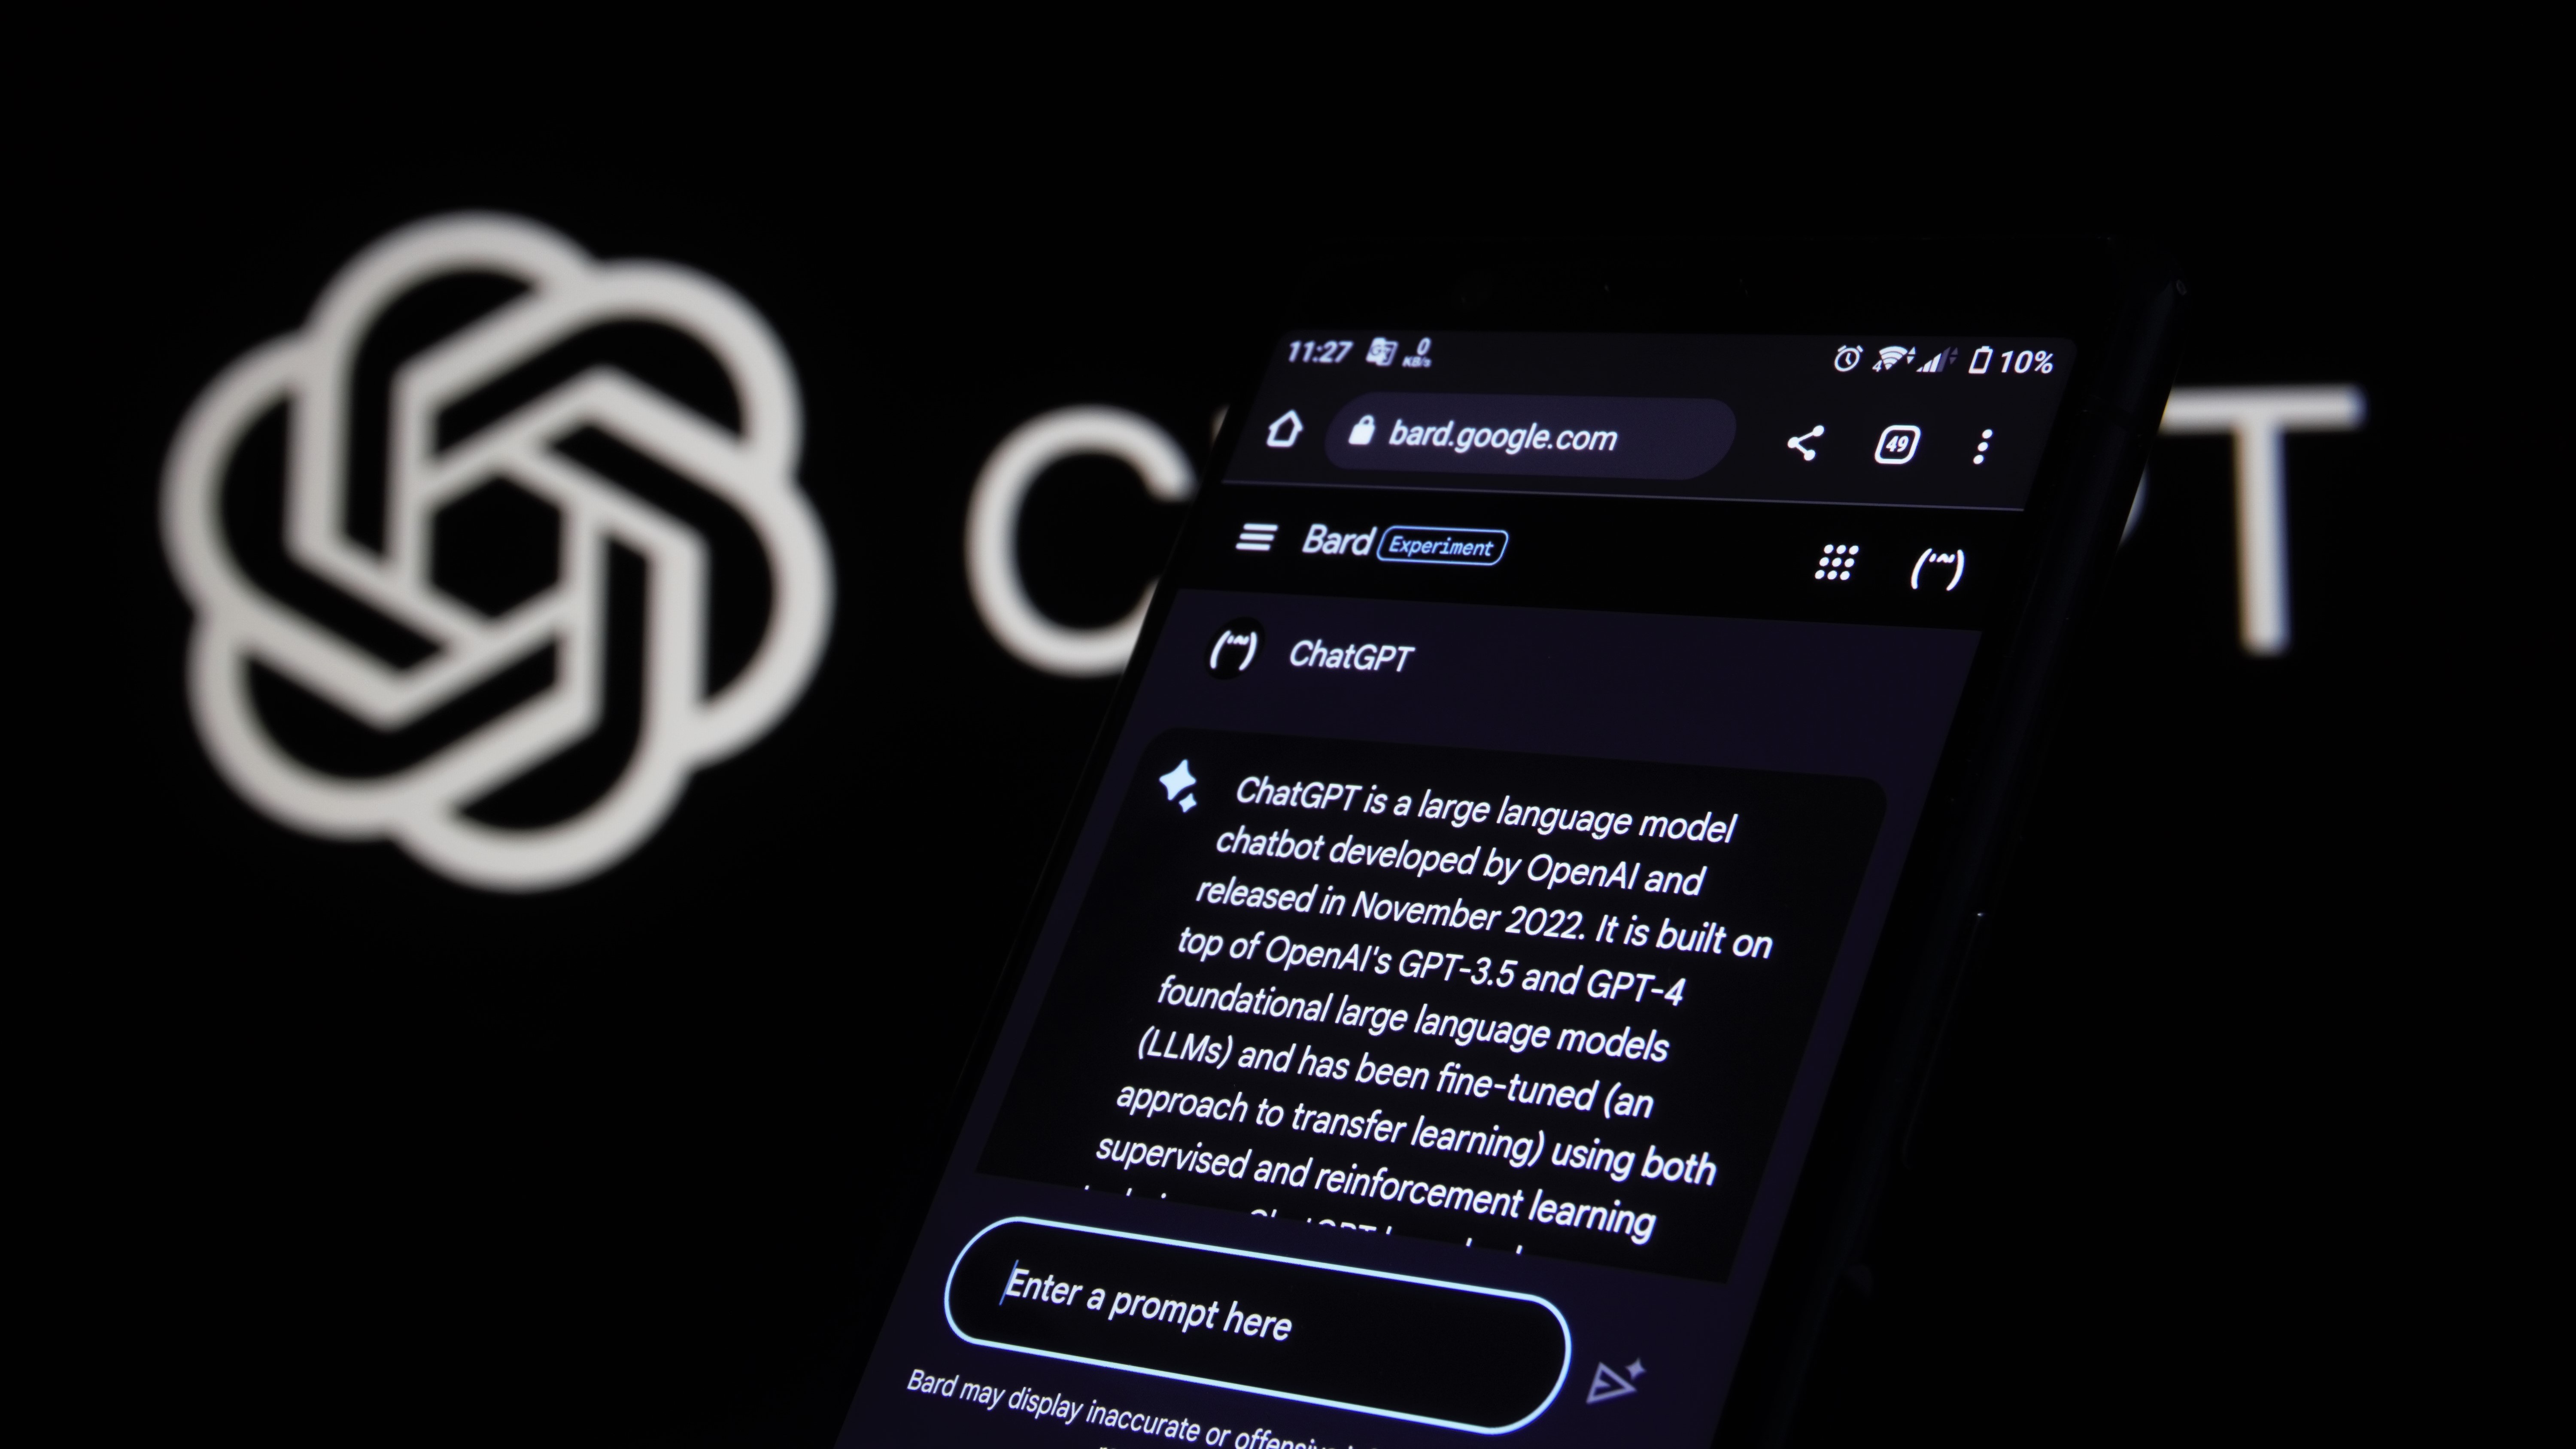 11:27 0 KB/s 10%
bard.google.com 49
Bard Experiment
C T
ChatGPT
ChatGPT is a large language model
chatbot developed by OpenAI and
released in November 2022. It is built on
top of OpenAI's GPT-3.5 and GPT-4
foundational large language models
(LLMs) and has been fine-tuned (an
approach to transfer learning) using both
supervised and reinforcement learning
Enter a prompt here
Bard may display inaccurate or